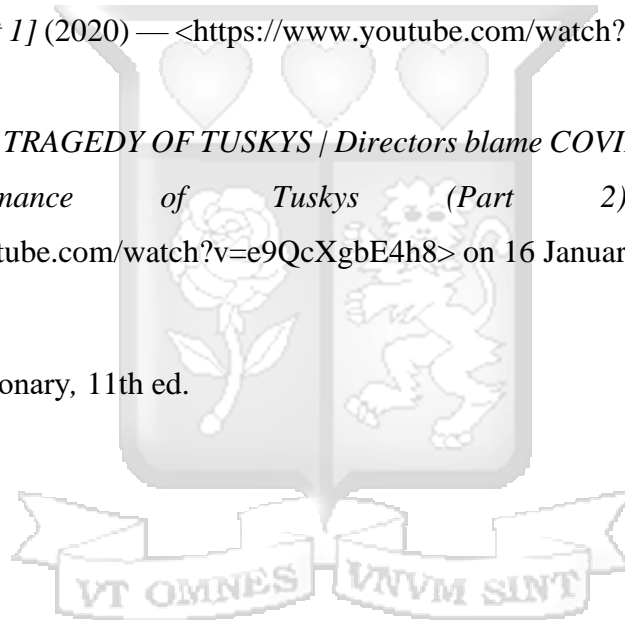 1] (2020) — <https://www.youtube.com/watch?
TRAGEDY OF TUSKYS | Directors blame COVI
mance of Tuskys (Part 2)
tube.com/watch?v=e9QcXgbE4h8> on 16 Januar
onary, 11th ed.
VT OMNES VNVM SINT